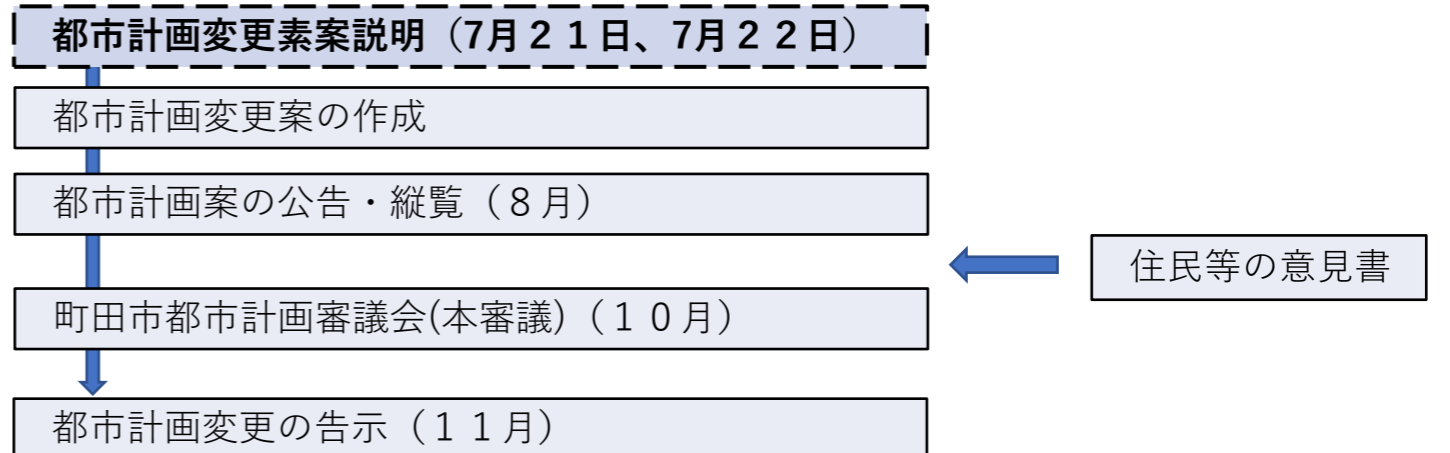 都市計画変更素案説明（7月２１日、7月２２日）
都市計画変更案の作成
都市計画案の公告・縦覧（８月）
住民等の意見書
町田市都市計画審議会(本審議)（１０月）
都市計画変更の告示（１１月）